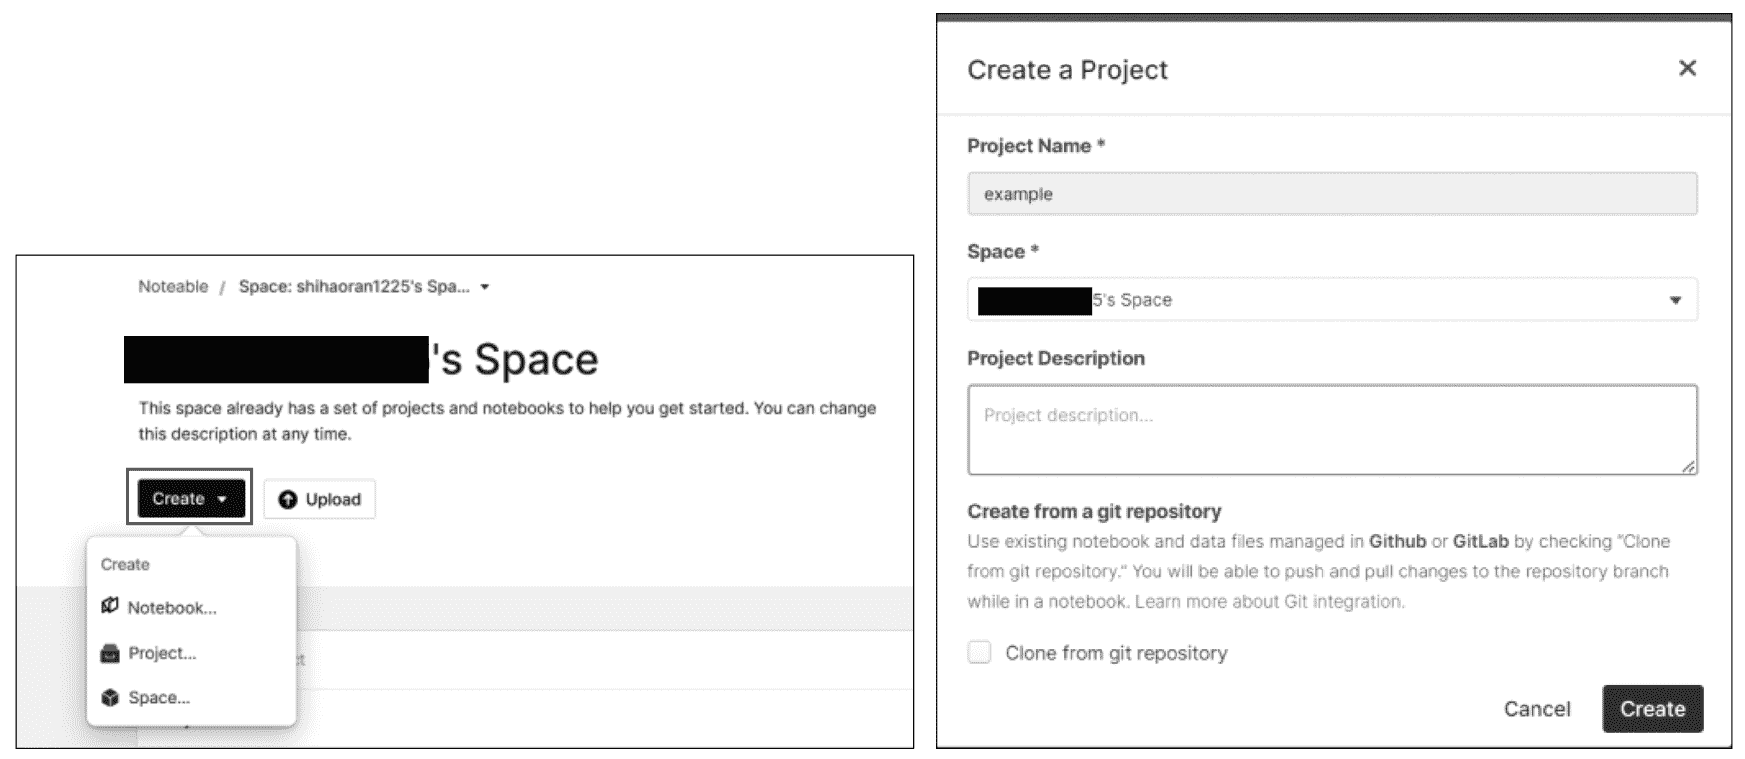 Noteable / Space: shihaoran1225's Spa...
's Space
This space already has a set of projects and notebooks to help you get started. You can change
this description at any time.
Create
Upload
Create
Notebook...
Project...
Space...
Create a Project
Project Name *
example
Space *
5's Space
Project Description
Project description...
Create from a git repository
Use existing notebook and data files managed in Github or GitLab by checking "Clone
from git repository." You will be able to push and pull changes to the repository branch
while in a notebook. Learn more about Git integration.
Clone from git repository
Cancel
Create